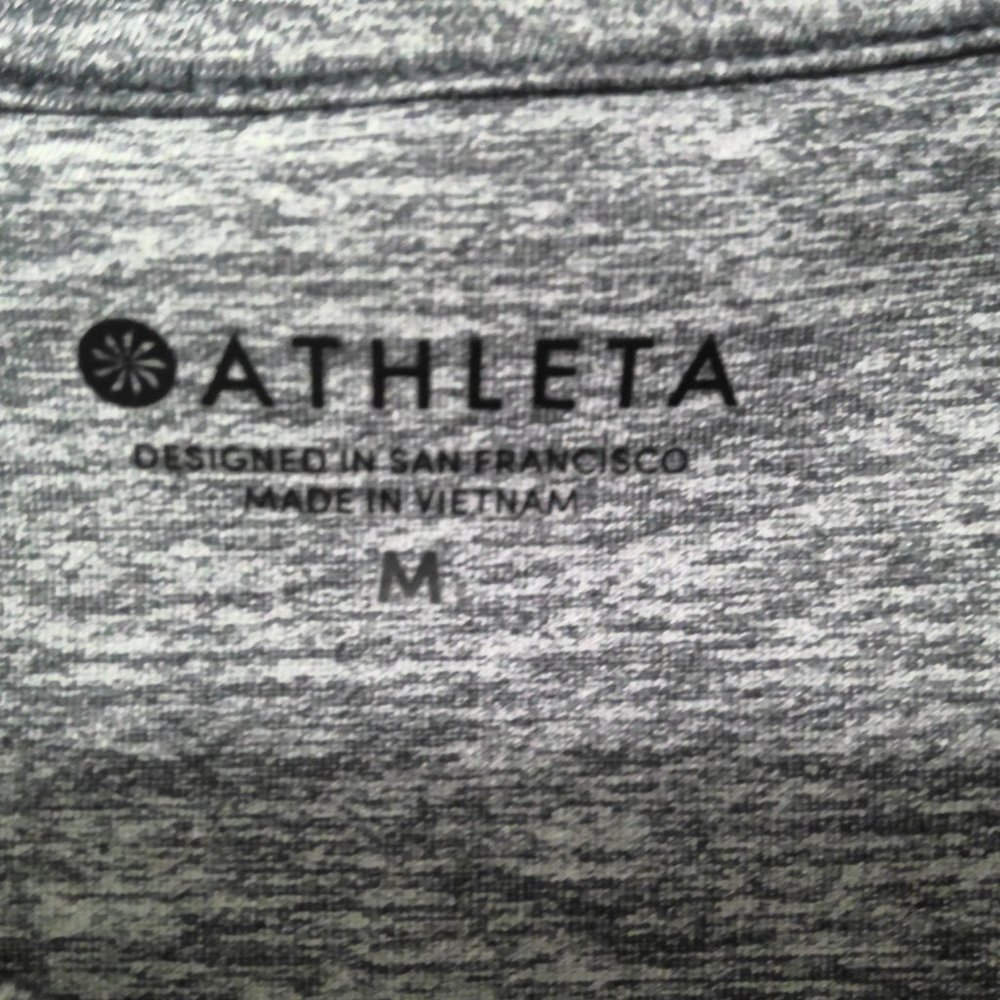 ATHLETA
DESIGNED IN SAN FRANCISCO
MADE IN VIETNAM
M